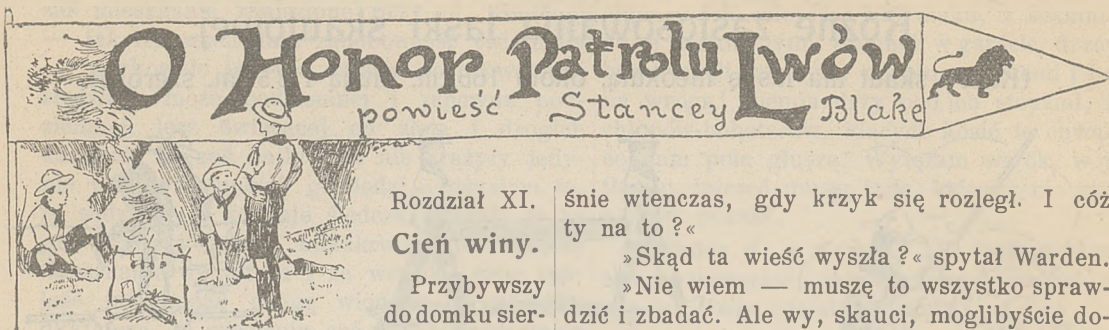 O Honor Patrolu Lwów
powieść Stancey Blake
Rozdział XI.
Cień winy.
Przybywszy
do domku sier-
śnie wtenczas, gdy krzyk się rozległ. I cóż
ty na to?«
»Skąd ta wieść wyszła?« spytał Warden.
»Nie wiem — muszę to wszystko spraw-
dzić i zbadać. Ale wy, skauci, moglibyście do-